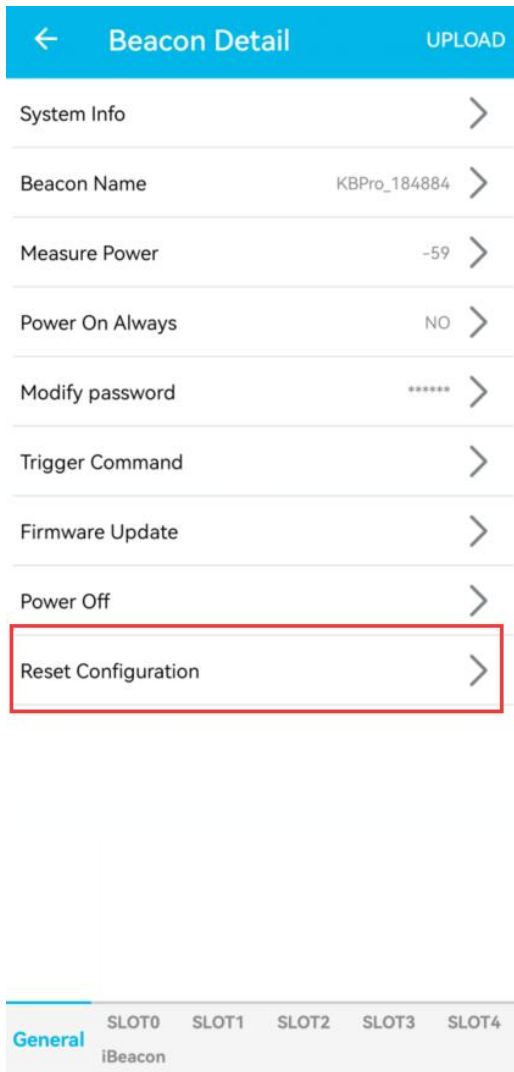 Beacon Detail UPLOAD
System Info
Beacon Name KBPro_184884
Measure Power -59
Power On Always NO
Modify password ******
Trigger Command
Firmware Update
Power Off
Reset Configuration
General SLOT0 SLOT1 SLOT2 SLOT3 SLOT4
iBeacon